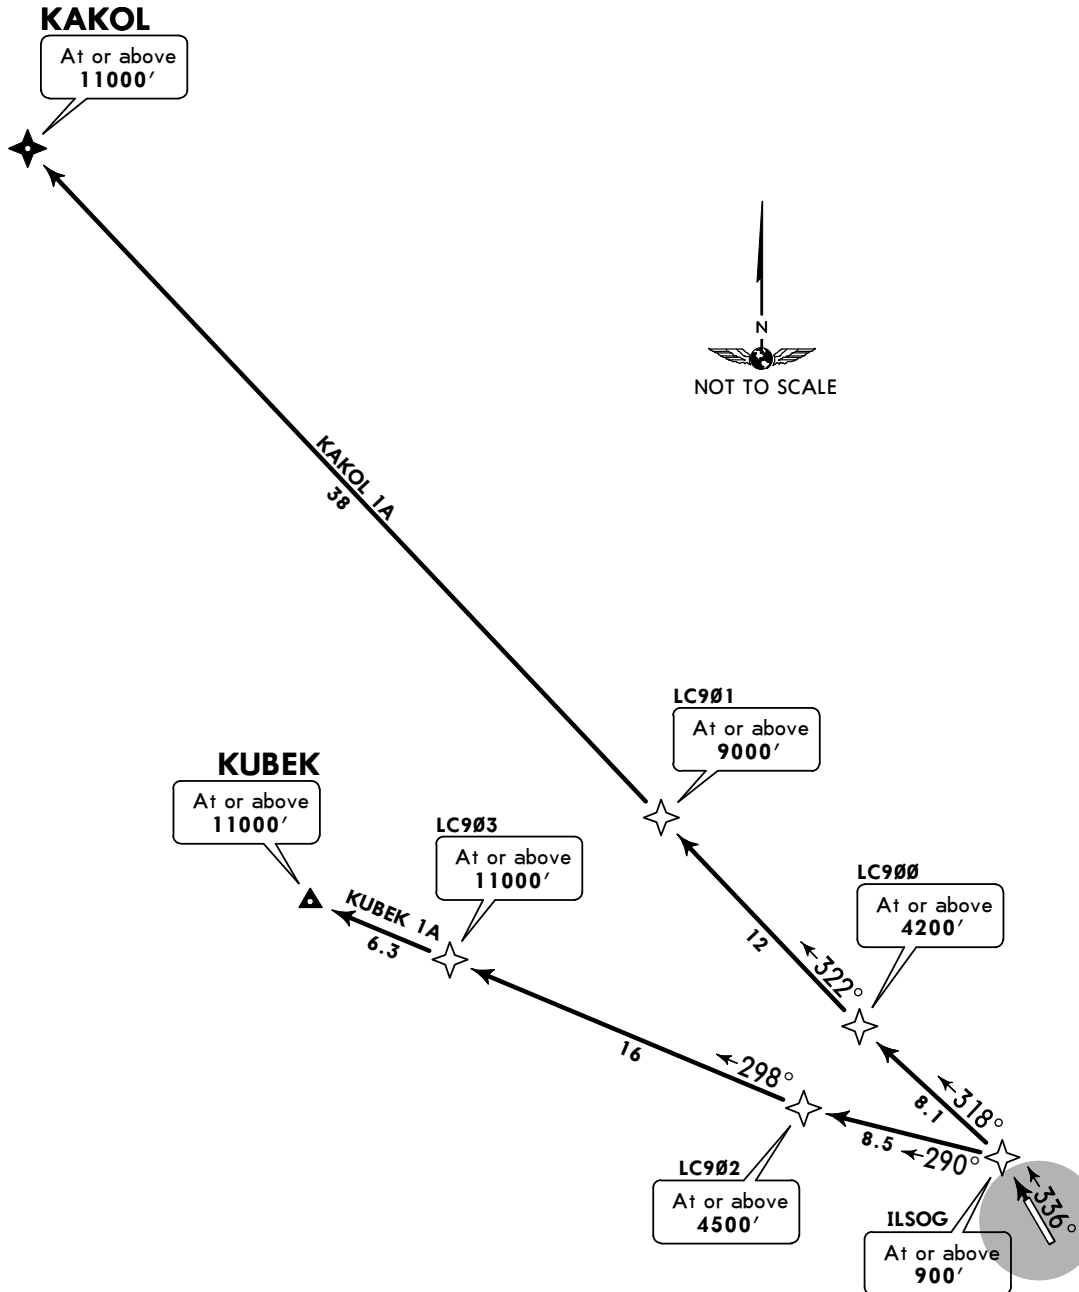 KAKOL
At or above
11000′
N
NOT TO SCALE
KAKOL 1A
38
LC9Ø1
At or above
9000′
KUBEK
At or above
11000′
LC9Ø3
At or above
11000′
KUBEK 1A
6.3
LC9ØØ
At or above
4200′
12
322°
16
298°
8.1
318°
8.5
290°
LC9Ø2
At or above
4500′
336°
ILSOG
At or above
900′